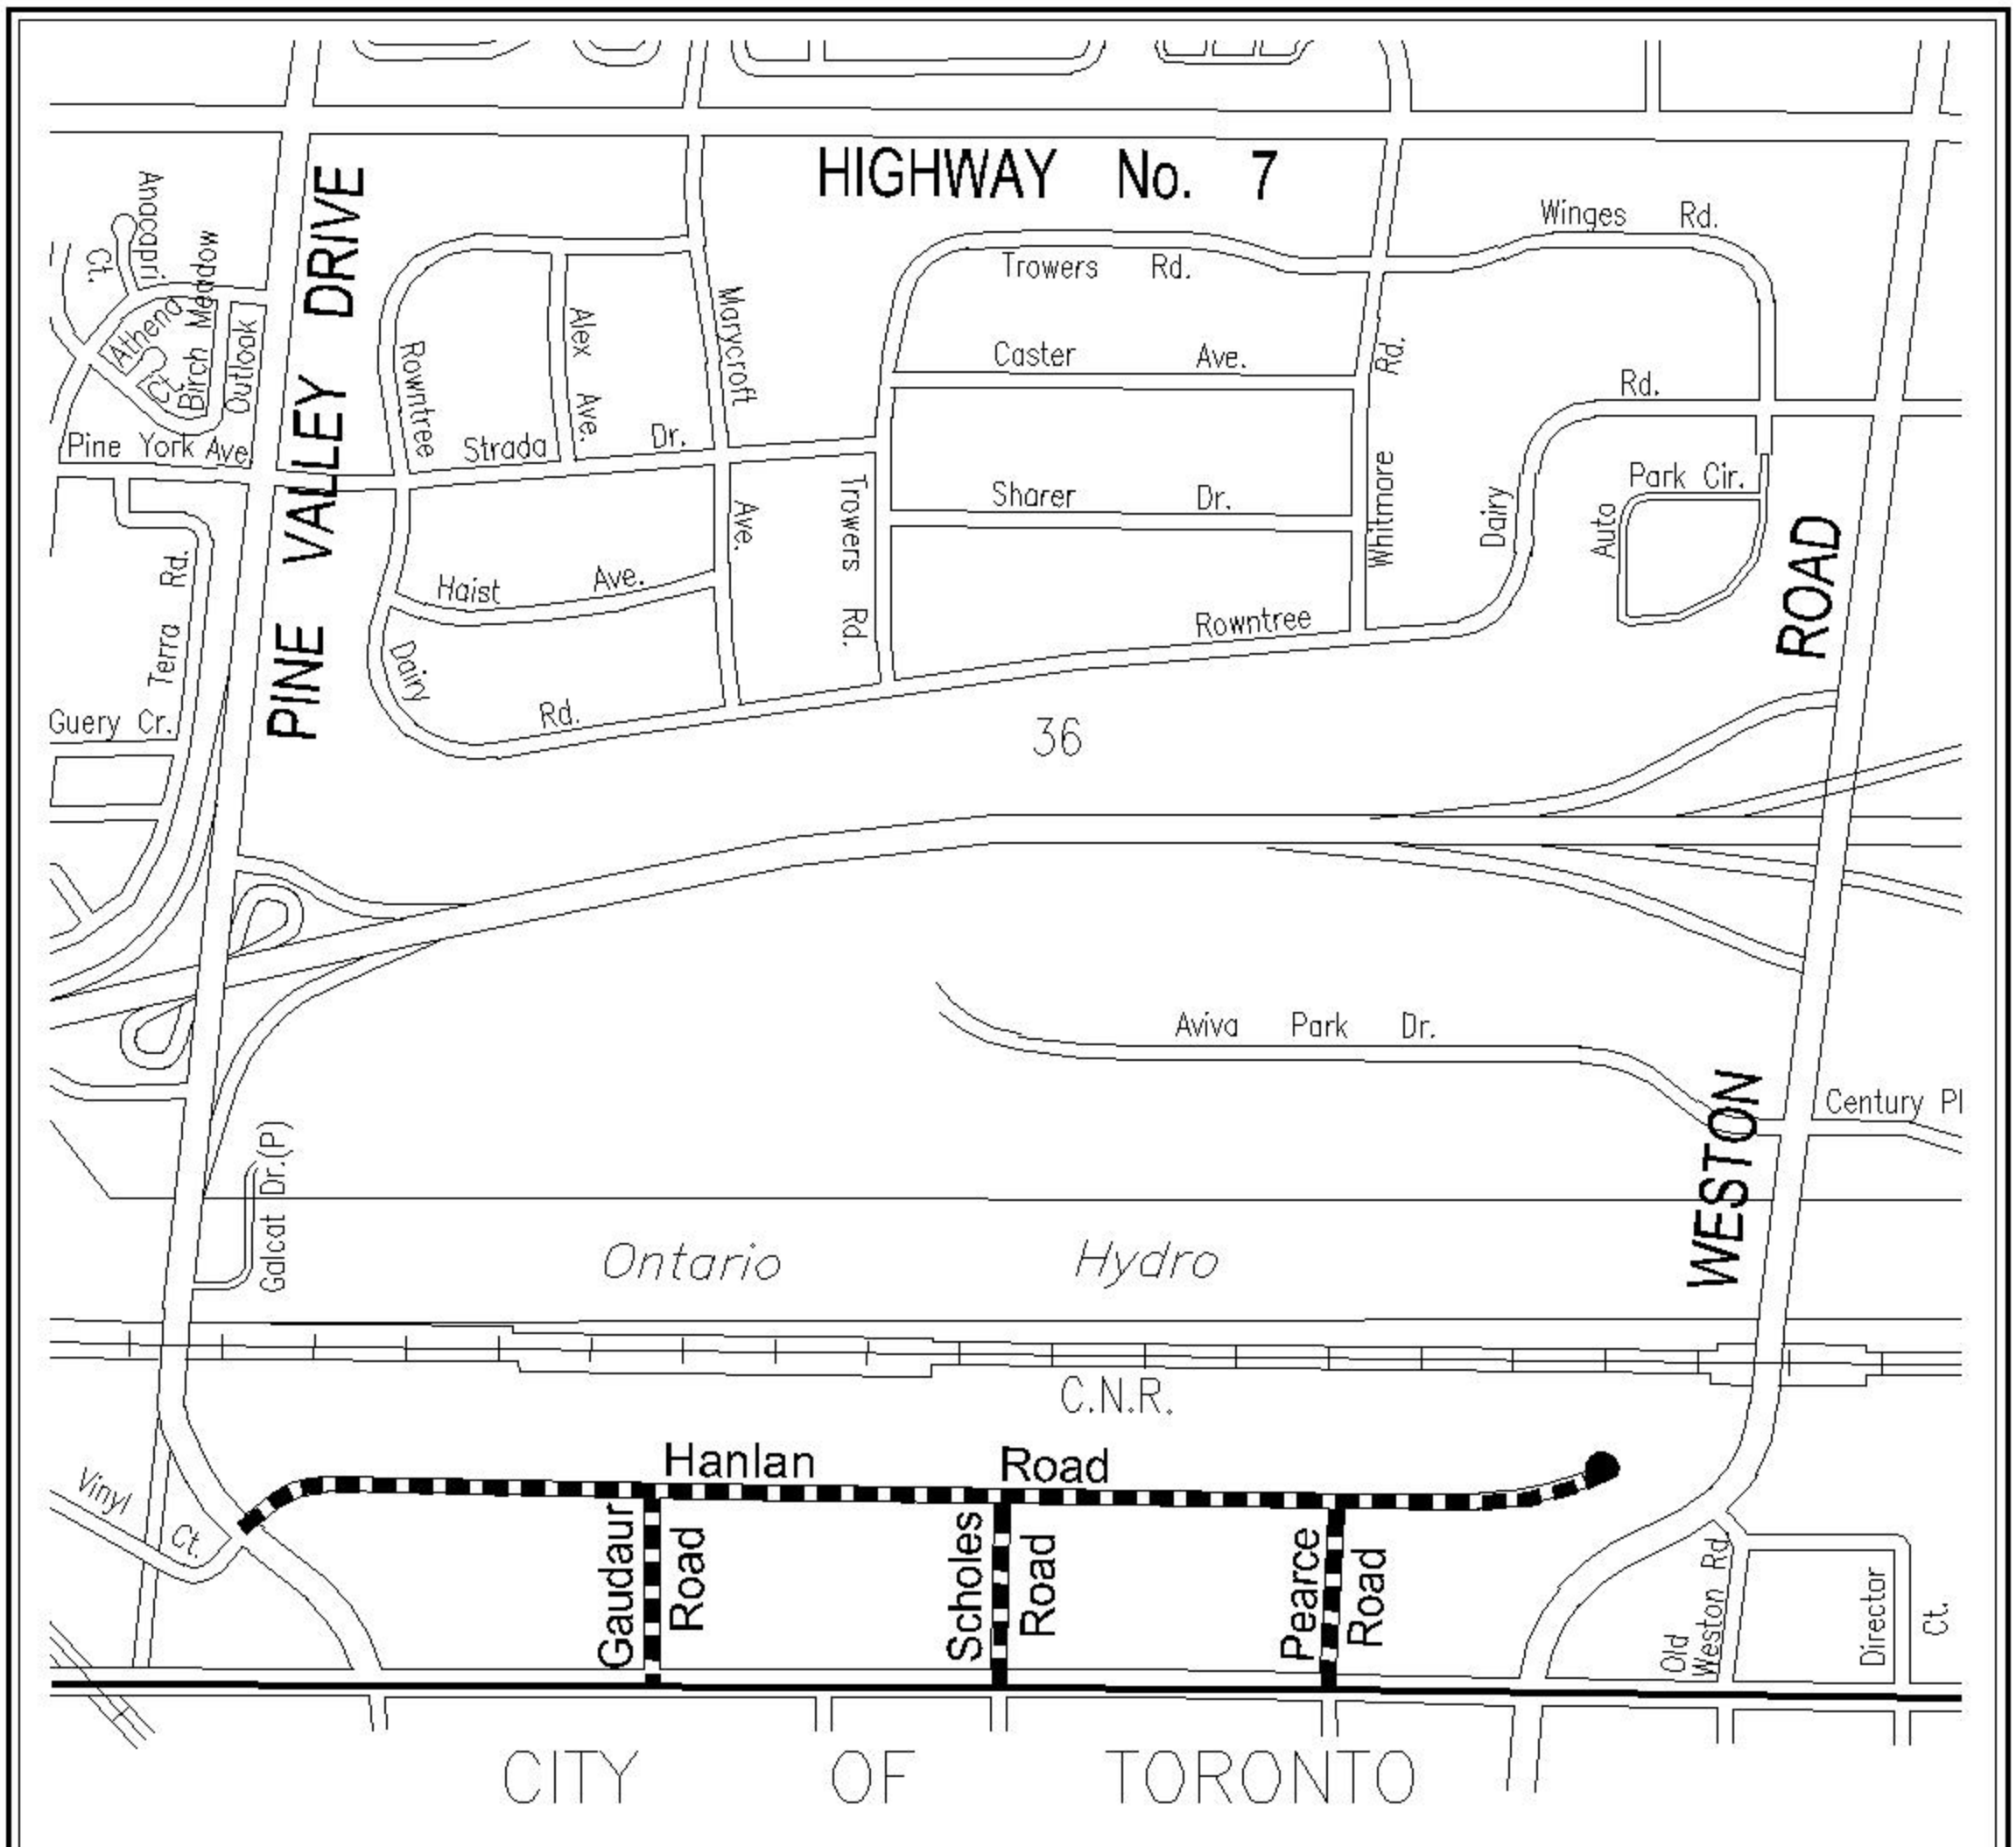 HIGHWAY No. 7
PINE VALLEY DRIVE
WESTON ROAD
Anacapri Ct.
Athena Ct.
Birch Meadow
Outlook
Pine York Ave
Terra Rd.
Guery Cr.
Rowntree
Dairy
Rd.
Alex Ave.
Strada Dr.
Marycroft Ave.
Haist Ave.
Trowers Rd.
Trowers Rd.
Caster Ave.
Sharer Dr.
Whitmore Rd.
Winges Rd.
Rowntree
Dairy
Rd.
Auto Park Cir.
36
Aviva Park Dr.
Century Pl
Galcat Dr.(P)
Ontario Hydro
C.N.R.
Hanlan Road
Vinyl Ct.
Gaudaur Road
Scholes Road
Pearce Road
Old Weston Rd
Director Ct.
CITY OF TORONTO